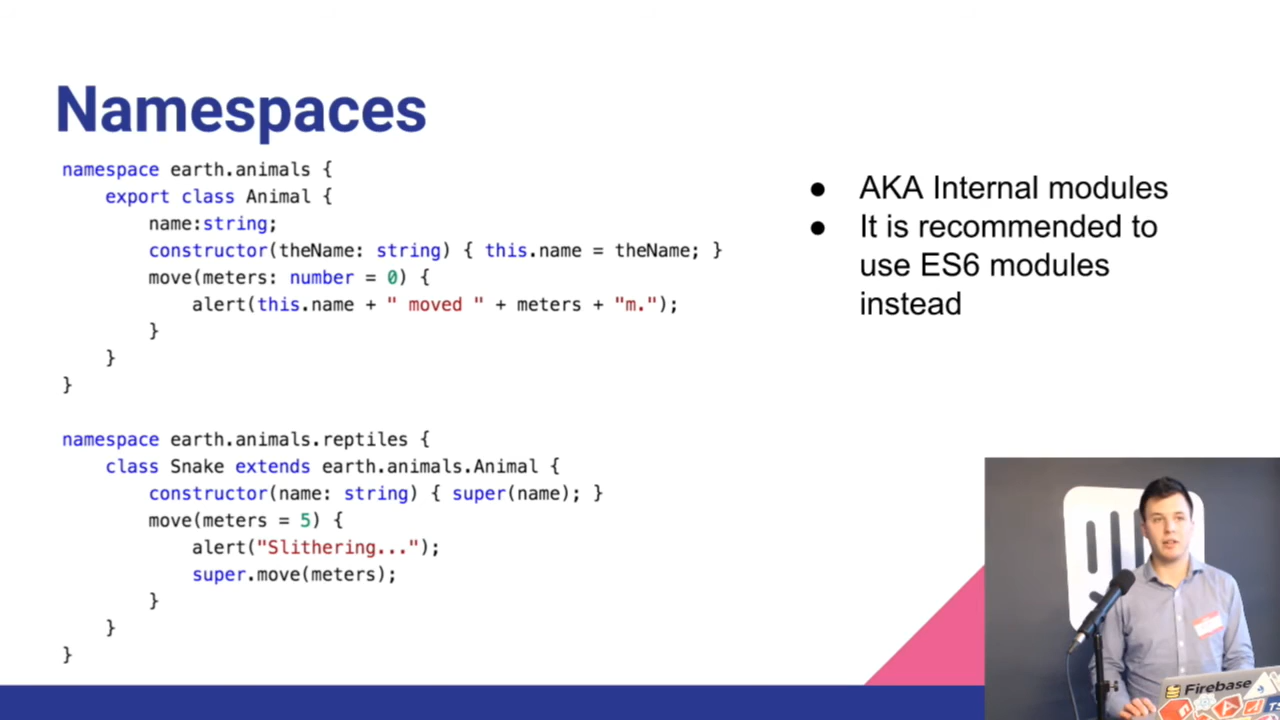 Namespaces
namespace earth.animals {
    export class Animal {
        name:string;
        constructor(theName: string) { this.name = theName; }
        move(meters: number = 0) {
            alert(this.name + " moved " + meters + "m.");
        }
    }
}
namespace earth.animals.reptiles {
    class Snake extends earth.animals.Animal {
        constructor(name: string) { super(name); }
        move(meters = 5) {
            alert("Slithering...");
            super.move(meters);
        }
    }
}
● AKA Internal modules
● It is recommended to
use ES6 modules
instead
Firebase